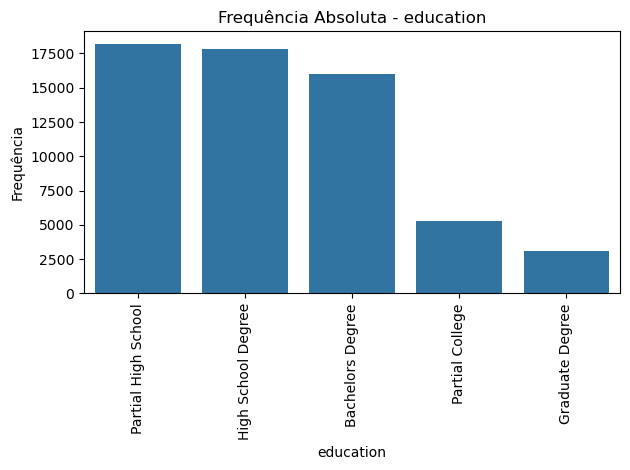 Frequência Absoluta - education
17500
15000
12500
10000
7500
5000
2500
0
Frequência
Partial High School
High School Degree
Bachelors Degree
Partial College
Graduate Degree
education